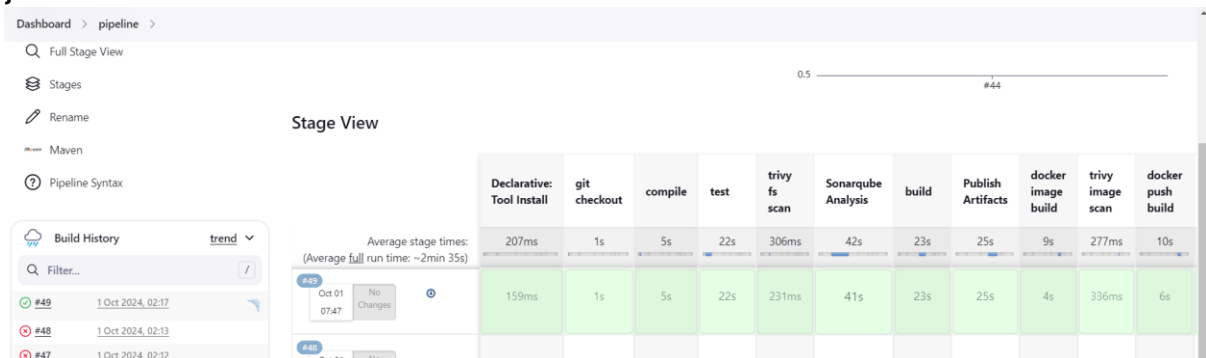 Dashboard > pipeline >
Full Stage View
Stages
Rename
Maven
Pipeline Syntax
Build History trend
Filter... /
#49 1 Oct 2024, 02:17
#48 1 Oct 2024, 02:13
#47 1 Oct 2024, 02:12
0.5
#44
Stage View
Declarative: Tool Install git checkout compile test trivy fs scan Sonarqube Analysis build Publish Artifacts docker image build trivy image scan docker push build
Average stage times: 207ms 1s 5s 22s 306ms 42s 23s 25s 9s 277ms 10s
(Average full run time: ~2min 35s)
#49
Oct 01 07:47 No Changes 159ms 1s 5s 22s 231ms 41s 23s 25s 4s 336ms 6s
#48